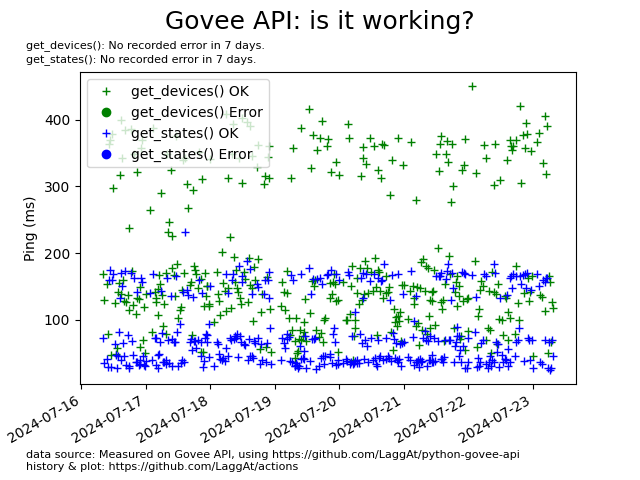 Govee API: is it working?
get_devices(): No recorded error in 7 days.
get_states(): No recorded error in 7 days.
get_devices() OK
get_devices() Error
get_states() OK
get_states() Error
Ping (ms)
400
300
200
100
2024-07-16
2024-07-17
2024-07-18
2024-07-19
2024-07-20
2024-07-21
2024-07-22
2024-07-23
data source: Measured on Govee API, using https://github.com/LaggAt/python-govee-api
history & plot: https://github.com/LaggAt/actions